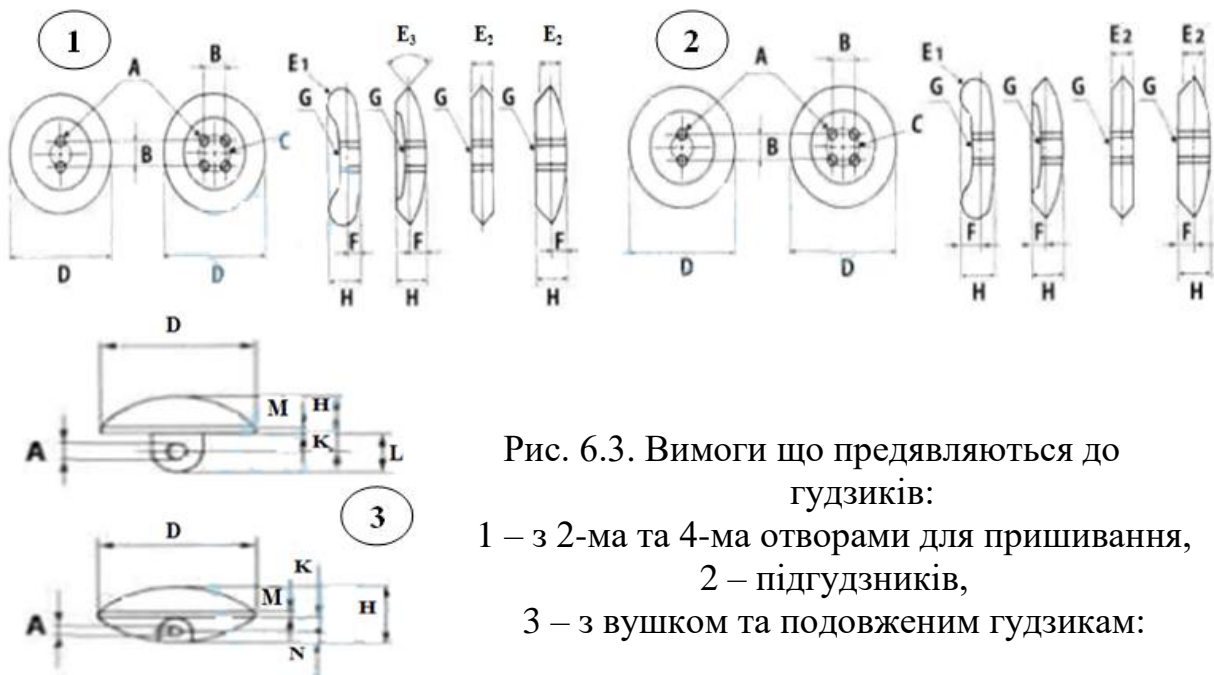 1
A
B
B
C
D
D
E1
G
E3
G
E2
G
E2
G
F
F
F
H
H
H
2
A
B
B
C
D
D
E1
G
G
E2
G
E2
G
F
F
F
H
H
H
D
M
H
K
L
A
3
D
K
M
H
A
N
Рис. 6.3. Вимоги що предявляються до
гудзиків:
1 – з 2-ма та 4-ма отворами для пришивання,
2 – підгудзників,
3 – з вушком та подовженим гудзикам: